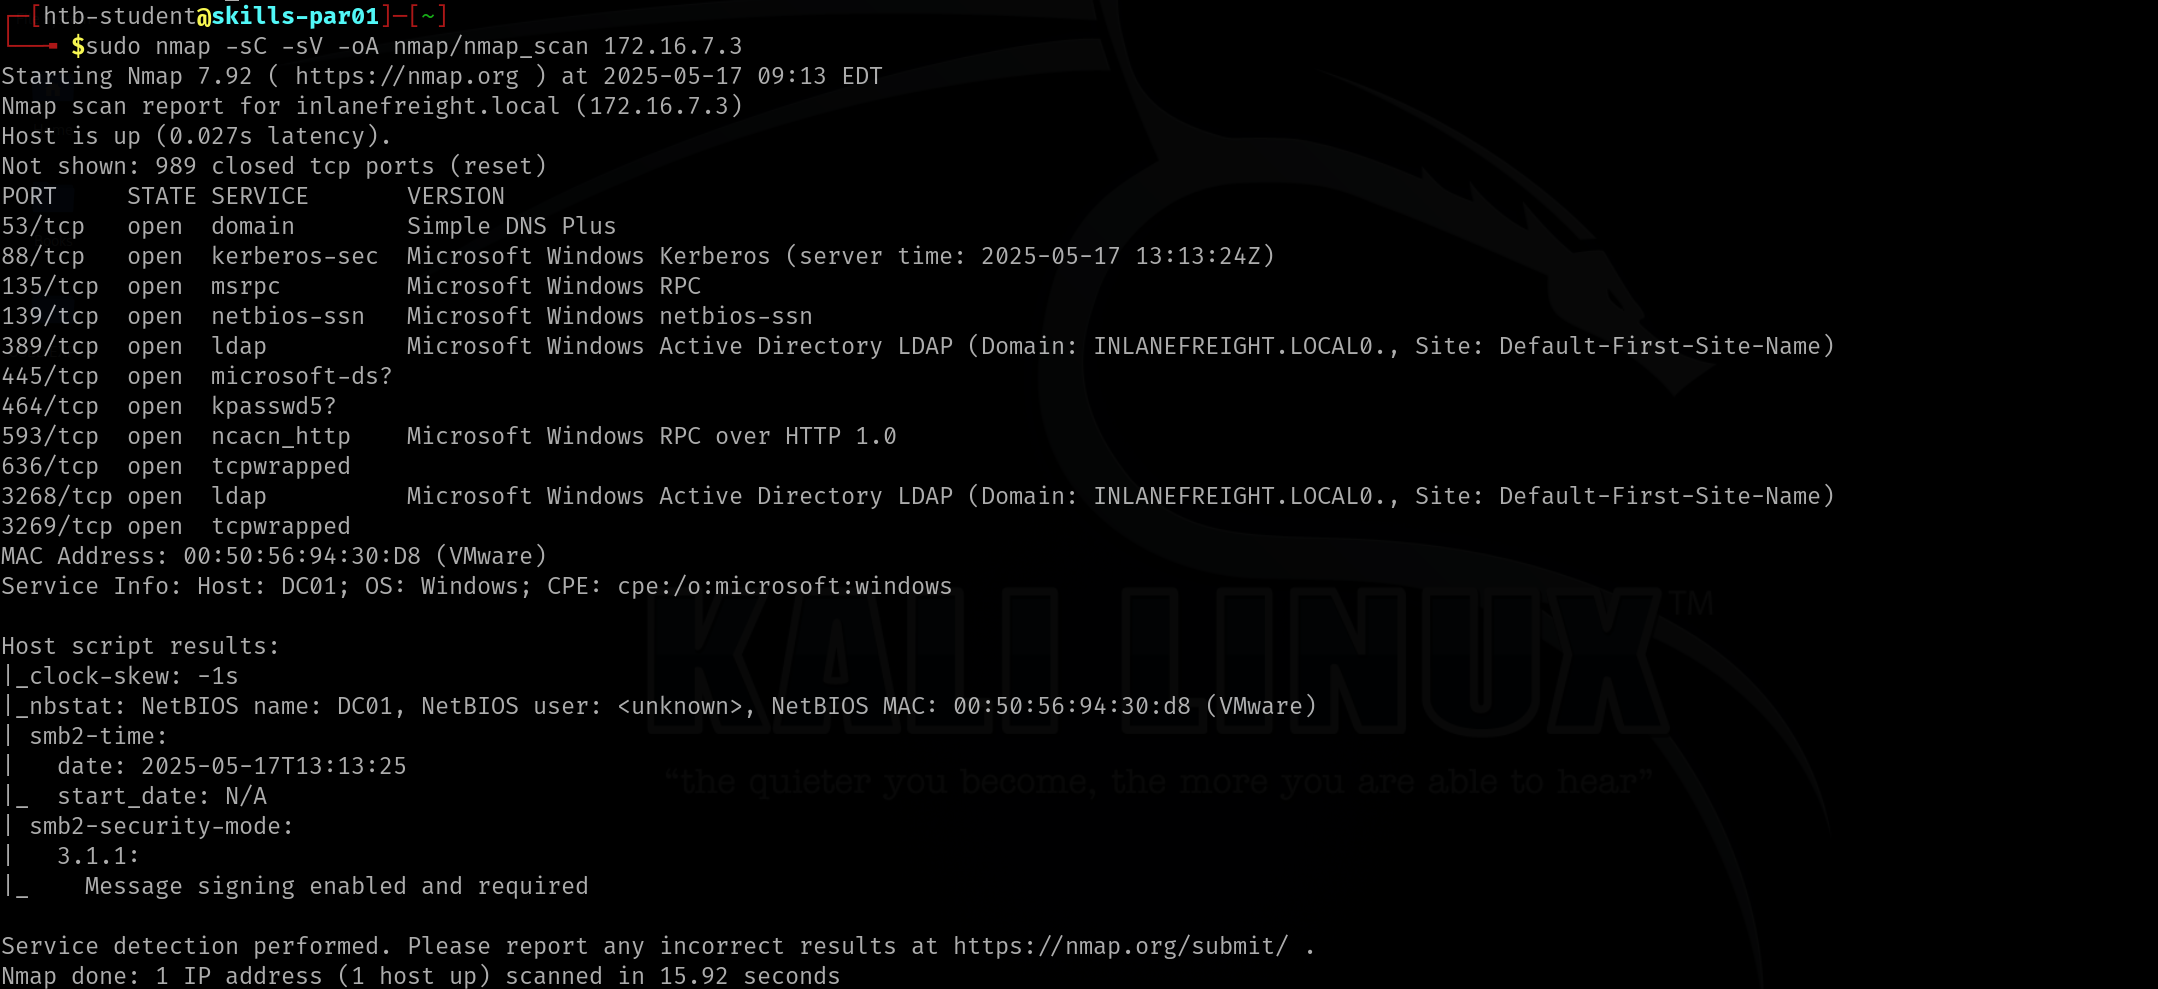 ┌─[htb-student@skills-par01]─[~]
└──╼ $sudo nmap -sC -sV -oA nmap/nmap_scan 172.16.7.3
Starting Nmap 7.92 ( https://nmap.org ) at 2025-05-17 09:13 EDT
Nmap scan report for inlanefreight.local (172.16.7.3)
Host is up (0.027s latency).
Not shown: 989 closed tcp ports (reset)
PORT     STATE SERVICE       VERSION
53/tcp   open  domain        Simple DNS Plus
88/tcp   open  kerberos-sec  Microsoft Windows Kerberos (server time: 2025-05-17 13:13:24Z)
135/tcp  open  msrpc         Microsoft Windows RPC
139/tcp  open  netbios-ssn   Microsoft Windows netbios-ssn
389/tcp  open  ldap          Microsoft Windows Active Directory LDAP (Domain: INLANEFREIGHT.LOCAL0., Site: Default-First-Site-Name)
445/tcp  open  microsoft-ds?
464/tcp  open  kpasswd5?
593/tcp  open  ncacn_http    Microsoft Windows RPC over HTTP 1.0
636/tcp  open  tcpwrapped
3268/tcp open  ldap          Microsoft Windows Active Directory LDAP (Domain: INLANEFREIGHT.LOCAL0., Site: Default-First-Site-Name)
3269/tcp open  tcpwrapped
MAC Address: 00:50:56:94:30:D8 (VMware)
Service Info: Host: DC01; OS: Windows; CPE: cpe:/o:microsoft:windows
KALI LINUX™
Host script results:
|_clock-skew: -1s
|_nbstat: NetBIOS name: DC01, NetBIOS user: <unknown>, NetBIOS MAC: 00:50:56:94:30:d8 (VMware)
| smb2-time:
|   date: 2025-05-17T13:13:25
“the quieter you become, the more you are able to hear”
|_  start_date: N/A
| smb2-security-mode:
|   3.1.1:
|_    Message signing enabled and required
Service detection performed. Please report any incorrect results at https://nmap.org/submit/ .
Nmap done: 1 IP address (1 host up) scanned in 15.92 seconds